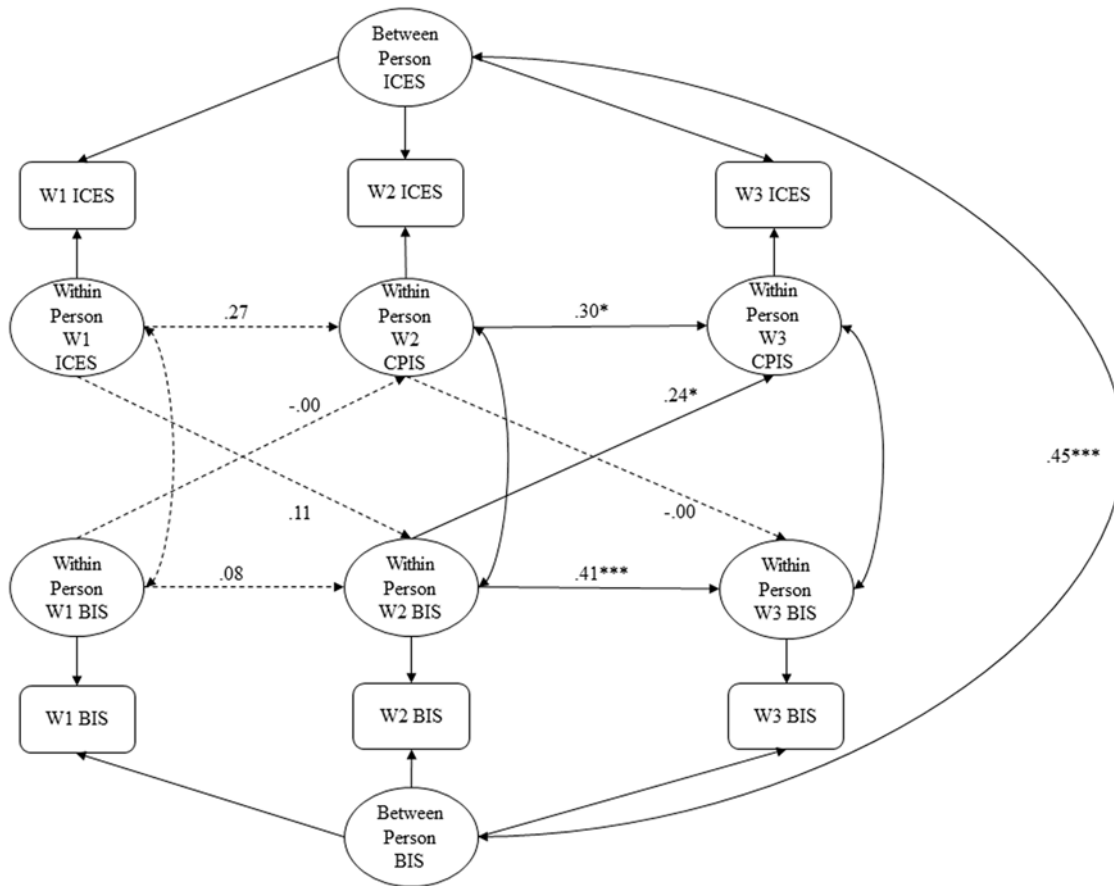 Between
Person
ICES
W1 ICES
W2 ICES
W3 ICES
Within
Person
W1
ICES
.27
Within
Person
W2
CPIS
.30*
Within
Person
W3
CPIS
-.00
.24*
.45***
.11
-.00
Within
Person
W1 BIS
.08
Within
Person
W2 BIS
.41***
Within
Person
W3 BIS
W1 BIS
W2 BIS
W3 BIS
Between
Person
BIS